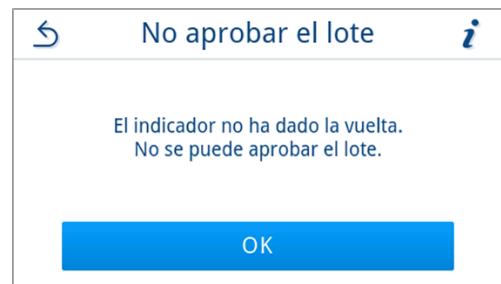 No aprobar el lote
El indicador no ha dado la vuelta.
No se puede aprobar el lote.
OK